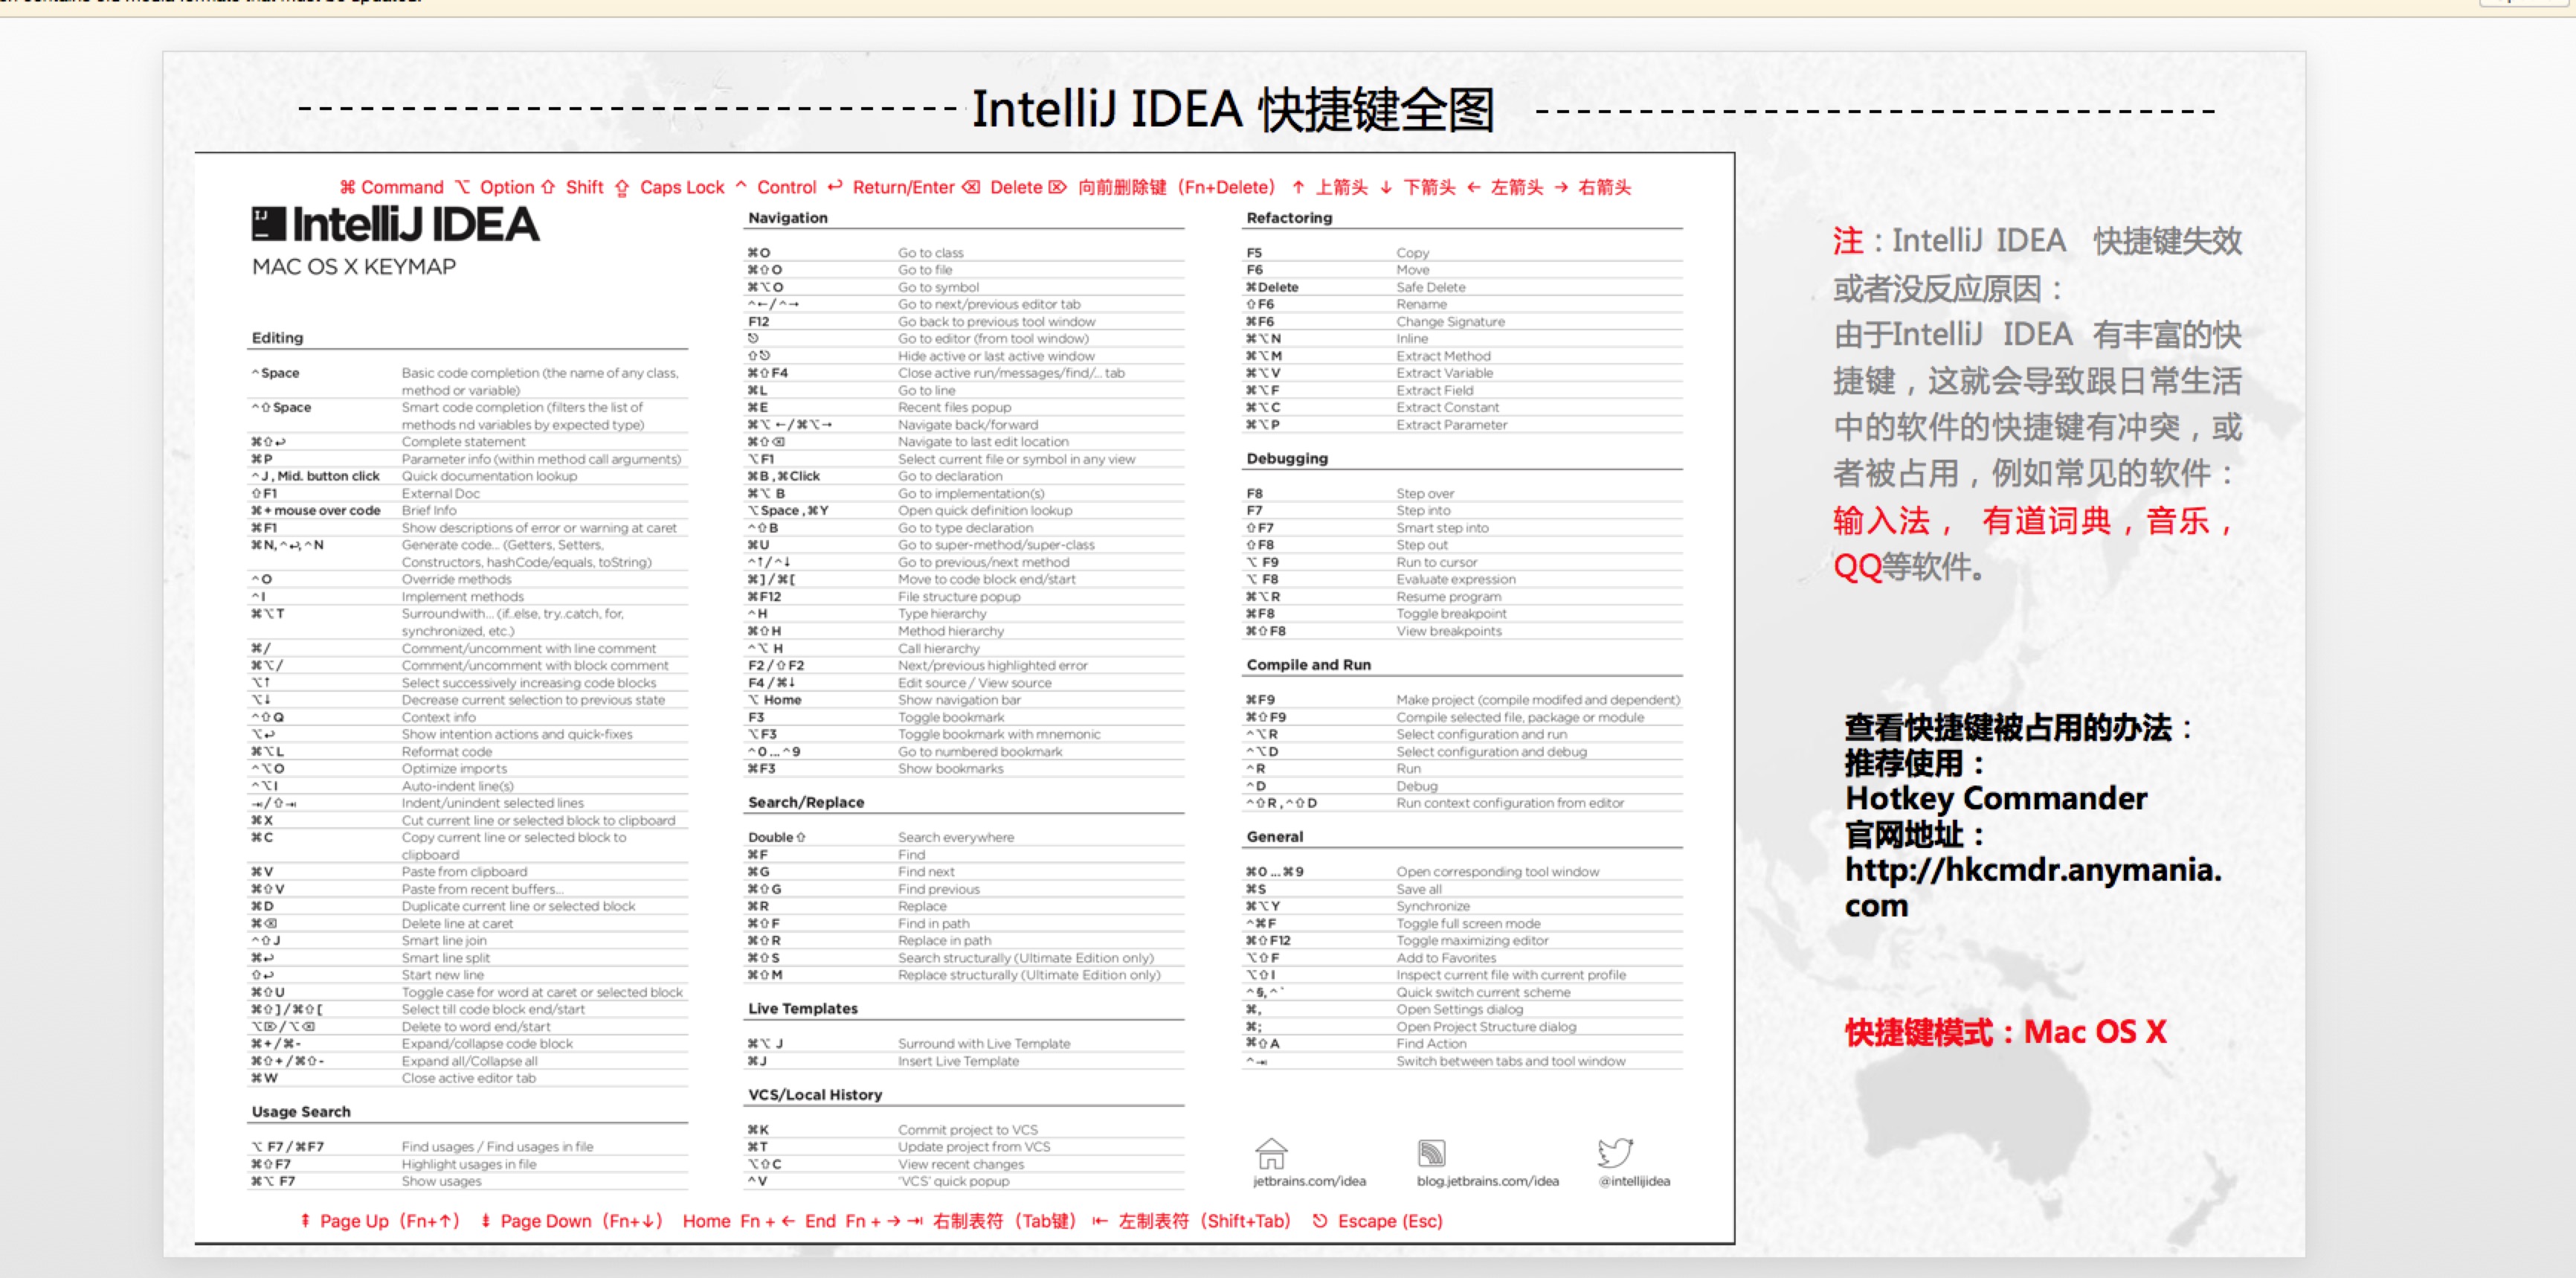 IntelliJ IDEA 快捷键全图
⌘ Command ⌥ Option ⇧ Shift ⇪ Caps Lock ^ Control ↩ Return/Enter ⌫ Delete ⌦ 向前删除键（Fn+Delete） ↑ 上箭头 ↓ 下箭头 ← 左箭头 → 右箭头
IJ IntelliJ IDEA
MAC OS X KEYMAP
Editing
^Space Basic code completion (the name of any class,
method or variable)
^⇧Space Smart code completion (filters the list of
methods nd variables by expected type)
⌘⇧↩ Complete statement
⌘P Parameter info (within method call arguments)
^J, Mid. button click Quick documentation lookup
⇧F1 External Doc
⌘+mouse over code Brief Info
⌘F1 Show descriptions of error or warning at caret
⌘N, ^↩, ^N Generate code... (Getters, Setters,
Constructors, hashCode/equals, toString)
^O Override methods
^I Implement methods
⌘⌥T Surroundwith... (if..else, try..catch, for,
synchronized, etc.)
⌘/ Comment/uncomment with line comment
⌘⌥/ Comment/uncomment with block comment
⌥↑ Select successively increasing code blocks
⌥↓ Decrease current selection to previous state
^⇧Q Context info
⌥↩ Show intention actions and quick-fixes
⌘⌥L Reformat code
^⌥O Optimize imports
^⌥I Auto-indent line(s)
⇥/⇧⇥ Indent/unindent selected lines
⌘X Cut current line or selected block to clipboard
⌘C Copy current line or selected block to
clipboard
⌘V Paste from clipboard
⌘⇧V Paste from recent buffers...
⌘D Duplicate current line or selected block
⌘⌫ Delete line at caret
^⇧J Smart line join
⌘↩ Smart line split
⇧↩ Start new line
⌘⇧U Toggle case for word at caret or selected block
⌘⇧]/⌘⇧[ Select till code block end/start
⌥⌦/⌥⌫ Delete to word end/start
⌘+/⌘- Expand/collapse code block
⌘⇧+/⌘⇧- Expand all/Collapse all
⌘W Close active editor tab
Usage Search
⌥ F7/⌘F7 Find usages / Find usages in file
⌘⇧F7 Highlight usages in file
⌘⌥ F7 Show usages
Navigation
⌘O Go to class
⌘⇧O Go to file
⌘⌥O Go to symbol
^←/^→ Go to next/previous editor tab
F12 Go back to previous tool window
⎋ Go to editor (from tool window)
⇧⎋ Hide active or last active window
⌘⇧F4 Close active run/messages/find/... tab
⌘L Go to line
⌘E Recent files popup
⌘⌥ ←/⌘⌥→ Navigate back/forward
⌘⇧⌫ Navigate to last edit location
⌥F1 Select current file or symbol in any view
⌘B, ⌘Click Go to declaration
⌘⌥ B Go to implementation(s)
⌥Space, ⌘Y Open quick definition lookup
^⇧B Go to type declaration
⌘U Go to super-method/super-class
^↑/^↓ Go to previous/next method
⌘]/⌘[ Move to code block end/start
⌘F12 File structure popup
^H Type hierarchy
⌘⇧H Method hierarchy
^⌥ H Call hierarchy
F2/⇧F2 Next/previous highlighted error
F4/⌘↓ Edit source / View source
⌥ Home Show navigation bar
F3 Toggle bookmark
⌥F3 Toggle bookmark with mnemonic
^0...^9 Go to numbered bookmark
⌘F3 Show bookmarks
Search/Replace
Double⇧ Search everywhere
⌘F Find
⌘G Find next
⌘⇧G Find previous
⌘R Replace
⌘⇧F Find in path
⌘⇧R Replace in path
⌘⇧S Search structurally (Ultimate Edition only)
⌘⇧M Replace structurally (Ultimate Edition only)
Live Templates
⌘⌥ J Surround with Live Template
⌘J Insert Live Template
VCS/Local History
⌘K Commit project to VCS
⌘T Update project from VCS
⌥⇧C View recent changes
^V 'VCS' quick popup
Refactoring
F5 Copy
F6 Move
⌘Delete Safe Delete
⇧F6 Rename
⌘F6 Change Signature
⌘⌥N Inline
⌘⌥M Extract Method
⌘⌥V Extract Variable
⌘⌥F Extract Field
⌘⌥C Extract Constant
⌘⌥P Extract Parameter
Debugging
F8 Step over
F7 Step into
⇧F7 Smart step into
⇧F8 Step out
⌥ F9 Run to cursor
⌥ F8 Evaluate expression
⌘⌥R Resume program
⌘F8 Toggle breakpoint
⌘⇧F8 View breakpoints
Compile and Run
⌘F9 Make project (compile modifed and dependent)
⌘⇧F9 Compile selected file, package or module
^⌥R Select configuration and run
^⌥D Select configuration and debug
^R Run
^D Debug
^⇧R, ^⇧D Run context configuration from editor
General
⌘0...⌘9 Open corresponding tool window
⌘S Save all
⌘⌥Y Synchronize
^⌘F Toggle full screen mode
⌘⇧F12 Toggle maximizing editor
⌥⇧F Add to Favorites
⌥⇧I Inspect current file with current profile
^§, ^` Quick switch current scheme
⌘, Open Settings dialog
⌘; Open Project Structure dialog
⌘⇧A Find Action
^⇥ Switch between tabs and tool window
jetbrains.com/idea blog.jetbrains.com/idea @intellijidea
⇞ Page Up（Fn+↑） ⇟ Page Down（Fn+↓） Home Fn + ← End Fn + → ⇥ 右制表符（Tab键） ⇤ 左制表符（Shift+Tab） ⎋ Escape (Esc)
注：IntelliJ IDEA 快捷键失效
或者没反应原因：
由于IntelliJ IDEA 有丰富的快
捷键，这就会导致跟日常生活
中的软件的快捷键有冲突，或
者被占用，例如常见的软件：
输入法， 有道词典，音乐，
QQ等软件。
查看快捷键被占用的办法：
推荐使用：
Hotkey Commander
官网地址：
http://hkcmdr.anymania.
com
快捷键模式：Mac OS X